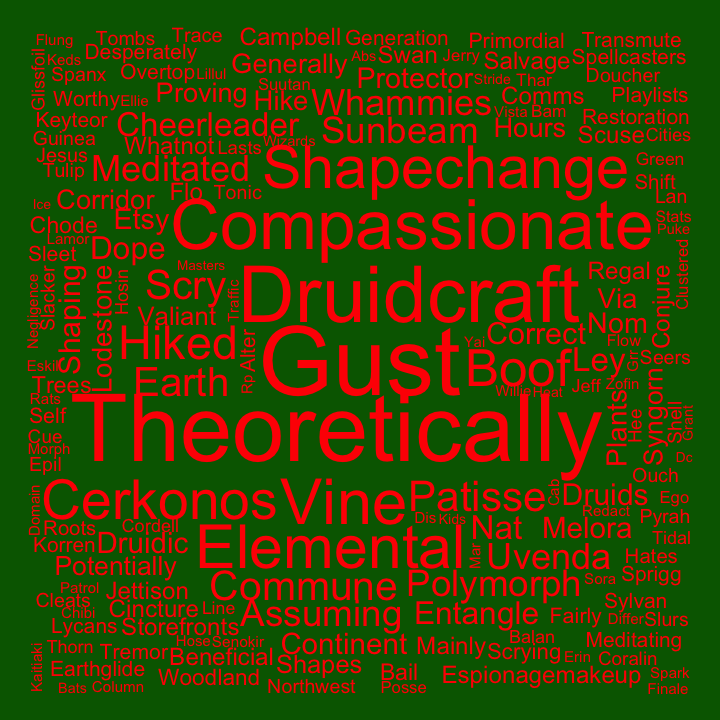 Flung Tombs Trace Campbell Generation Primordial Transmute
Keds Desperately Generally Abs Swan Jerry Salvage Spellcasters
Glissfoil Spanx Overtop Lillul Suutan Protector Stride Thar Doucher
Worthy Ellie Proving Hike Whammies Vista Bam Comms Playlists
Keyteor Cheerleader Sunbeam Hours Restoration
Guinea Whatnot Lasts Wizards Scuse Cities
Jesus Meditated Shapechange Green
Tulip Flo Tonic Shift
Ice Corridor Compassionate Lan
Chode Etsy Stats
Lamor Puke
Sleet Dope Clustered
Masters Druidcraft Regal
Negligence Slacker Shaping Lodestone Hosin Scry Traffic Via Conjure
Valiant Correct Nom
Hiked Alter Gust Yai Flow
Eskil Boof Ley Grr Seers
Trees Earth Rp Willie Heat Jeff Zofin
Rats Theoretically
Self Plants Hee Syngorn Shell Grant
Cue
Morph
Epil Dc
Ouch
Domain Cerkonos Vine Patisse Cab Druids Ego
Roots Cordell Dis Kids Nat Melora Redact Pyrah
Korren Druidic Elemental Mar Uvenda Tidal
Potentially Hates
Patrol Jettison Commune Polymorph Sora Sprigg
Cleats Chibi Cincture Line Assuming Entangle Fairly Sylvan
Lycans Storefronts Differ Slurs
Hose Senokir Continent Mainly Balan Meditating
Thorn Tremor Beneficial Shapes Scrying Erin Coralin
Kaitiaki Earthglide Woodland Bail Espionage makeup Spark
Bats Column Northwest Posse Finale